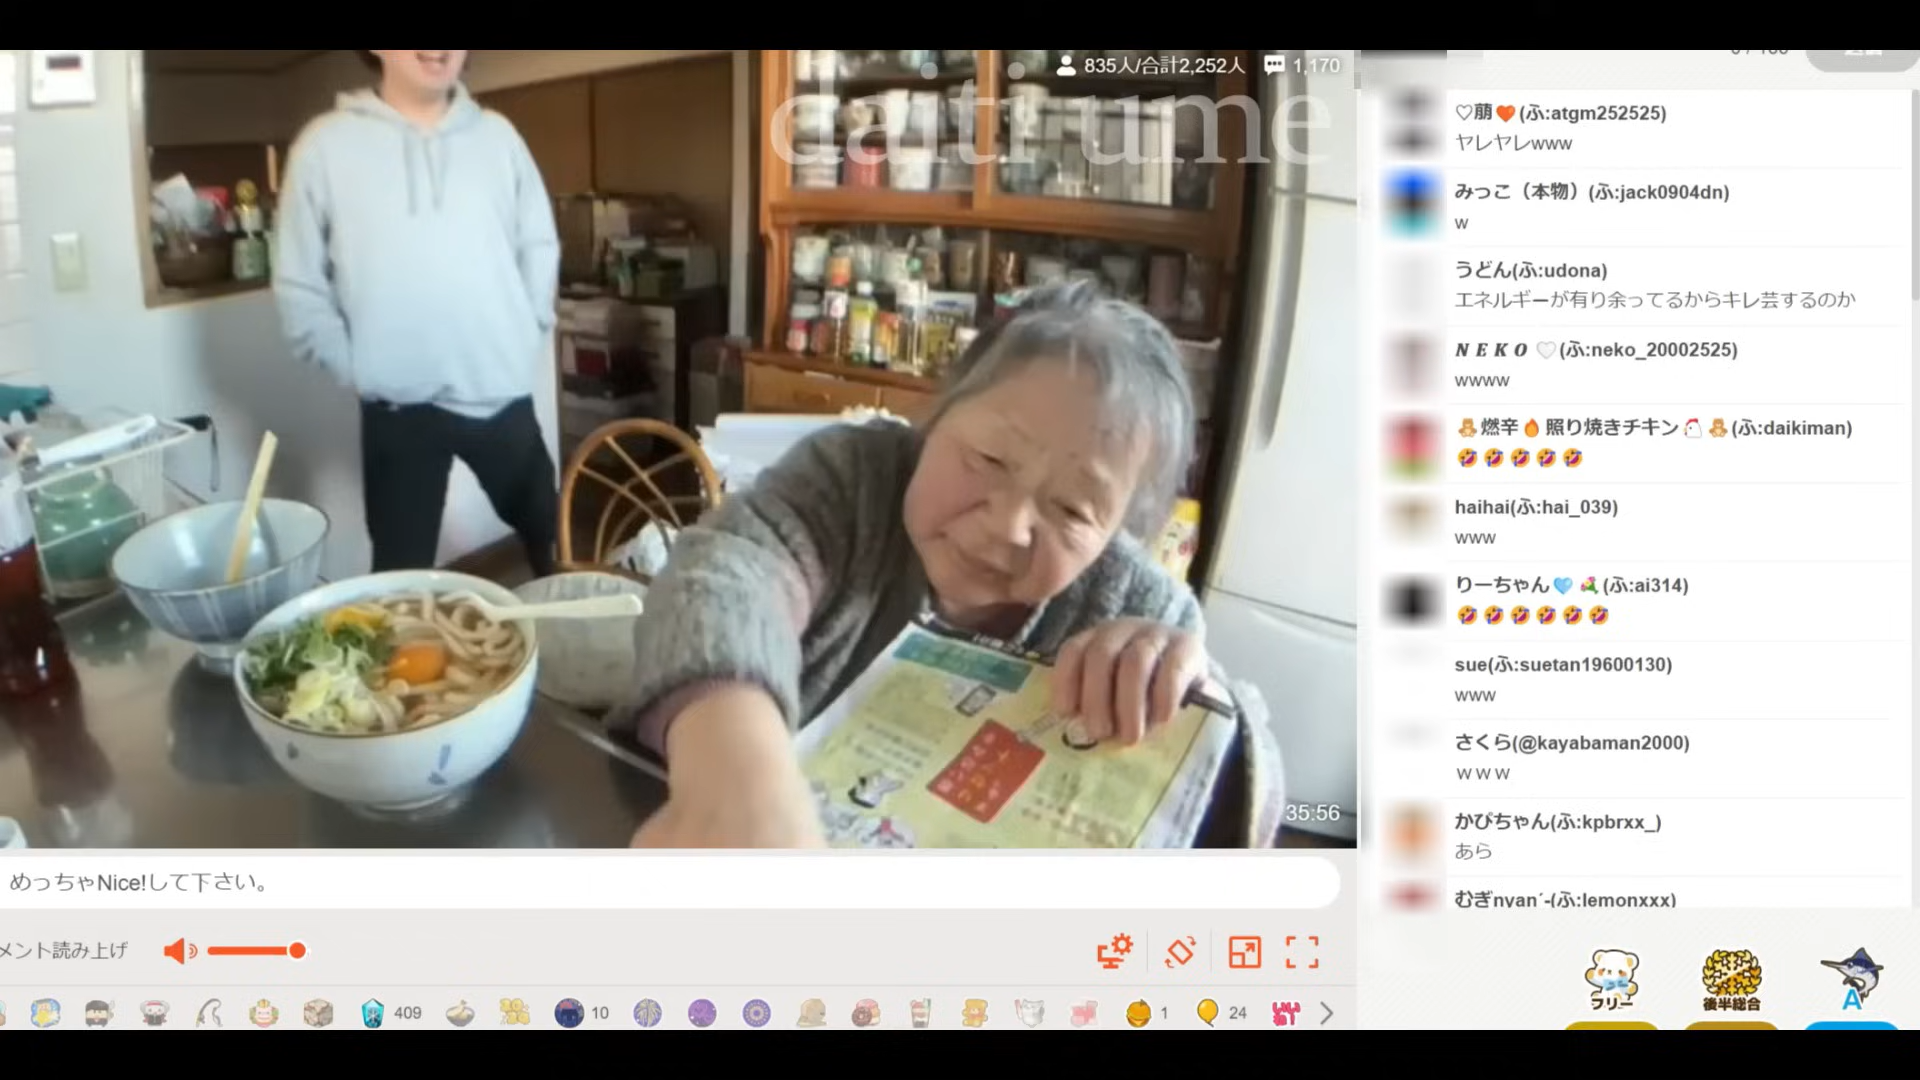 835人/合計2,252人 1,170
daiti ume
35:56
めっちゃNice!して下さい。
メント読み上げ
409
10
1
24
♡萠🧡(ふ:atgm252525)
ヤレヤレwww
みっこ（本物）(ふ:jack0904dn)
w
うどん(ふ:udona)
エネルギーが有り余ってるからキレ芸するのか
𝑵 𝑬 𝑲 𝑶 🤍(ふ:neko_20002525)
wwww
🧸燃辛🔥照り焼きチキン🐔🧸(ふ:daikiman)
🤣🤣🤣🤣🤣
haihai(ふ:hai_039)
www
りーちゃん🩵💐(ふ:ai314)
🤣🤣🤣🤣🤣🤣
sue(ふ:suetan19600130)
www
さくら(@kayabaman2000)
ｗｗｗ
かぴちゃん(ふ:kpbrxx_)
あら
むぎnyan´-(ふ:lemonxxx)
フリー
後半総合
A